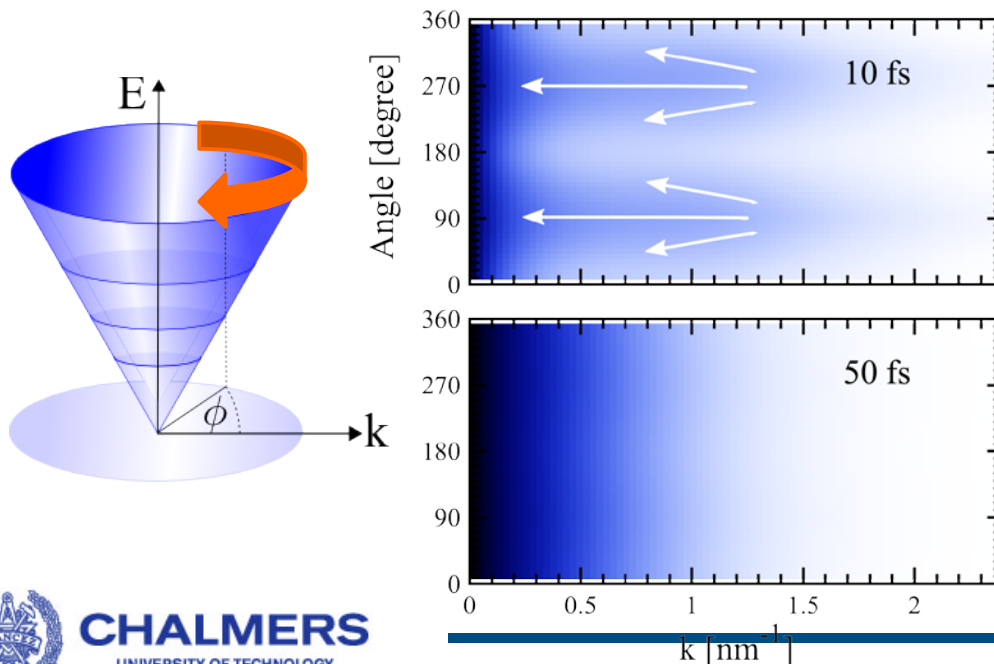 E
ϕ
k
360
270
180
90
0
Angle [degree]
10 fs
360
270
180
90
0
50 fs
0
0.5
1
1.5
2
k [nm⁻¹]
CHALMERS
UNIVERSITY OF TECHNOLOGY